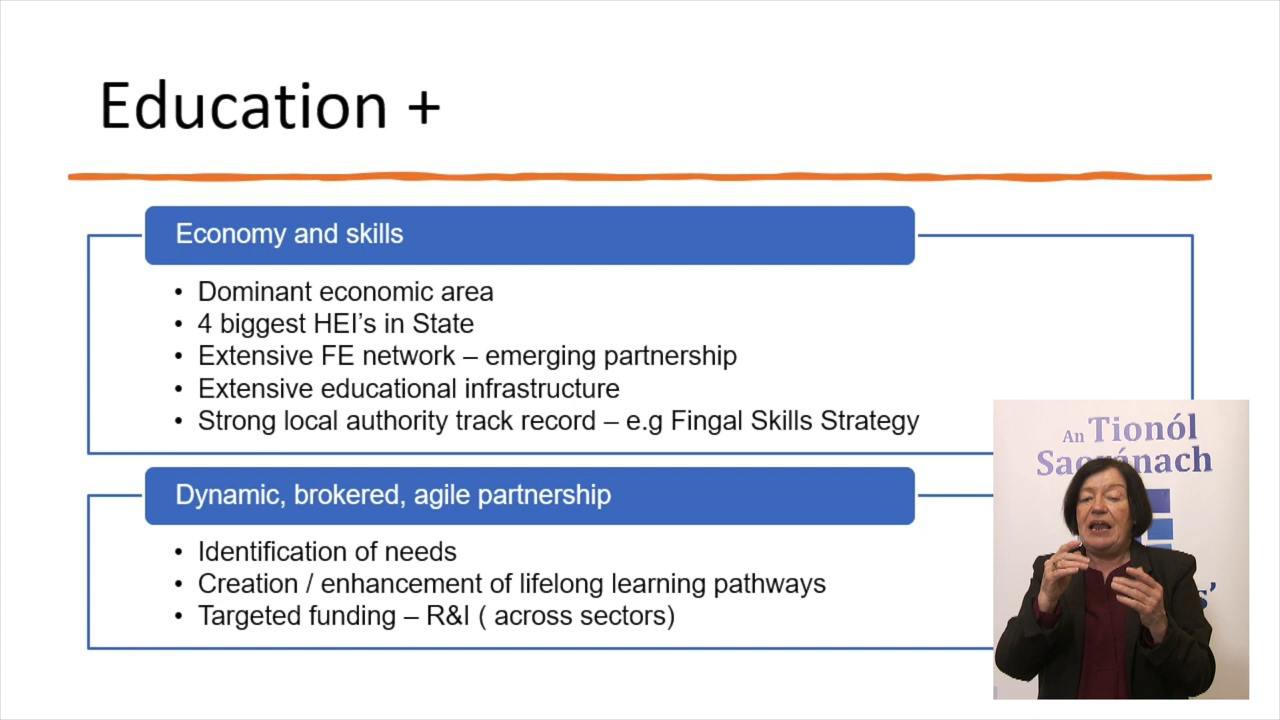 Education +
Economy and skills
• Dominant economic area
• 4 biggest HEI's in State
• Extensive FE network – emerging partnership
• Extensive educational infrastructure
• Strong local authority track record – e.g Fingal Skills Strategy
Dynamic, brokered, agile partnership
• Identification of needs
• Creation / enhancement of lifelong learning pathways
• Targeted funding – R&I ( across sectors)
An Tionól